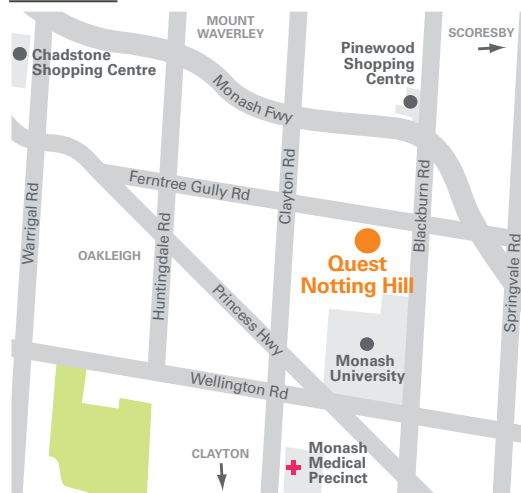 MOUNT
WAVERLEY
SCORESBY
Chadstone
Shopping Centre
Pinewood
Shopping
Centre
Monash Fwy
Ferntree Gully Rd
Clayton Rd
Blackburn Rd
Warrigal Rd
Huntingdale Rd
Springvale Rd
OAKLEIGH
Quest
Notting Hill
Princess Hwy
Monash
University
Wellington Rd
CLAYTON
Monash
Medical
Precinct